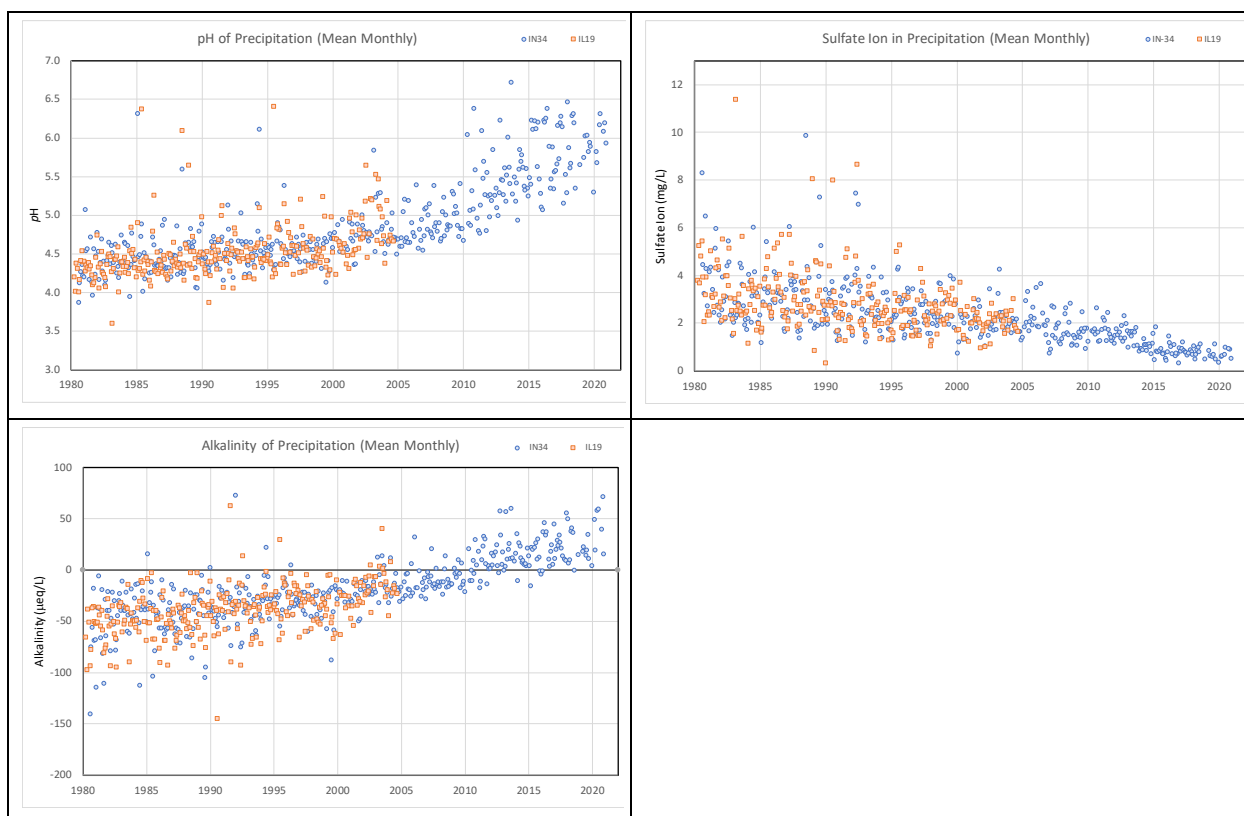 pH of Precipitation (Mean Monthly) IN34 IL19
7.0
6.5
6.0
5.5
5.0
4.5
4.0
3.5
3.0
pH
1980 1985 1990 1995 2000 2005 2010 2015 2020
Sulfate Ion in Precipitation (Mean Monthly) IN-34 IL19
12
10
8
6
4
2
0
Sulfate Ion (mg/L)
1980 1985 1990 1995 2000 2005 2010 2015 2020
Alkalinity of Precipitation (Mean Monthly) IN34 IL19
100
50
0
-50
-100
-150
-200
Alkalinity (µeq/L)
1980 1985 1990 1995 2000 2005 2010 2015 2020